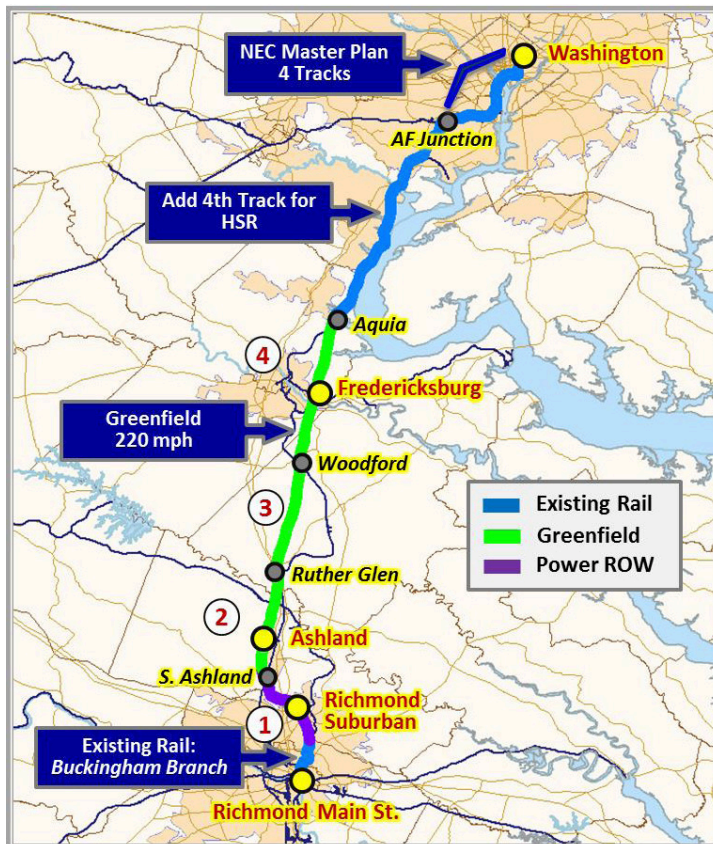 NEC Master Plan
4 Tracks
Washington
AF Junction
Add 4th Track for
HSR
Aquia
4
Fredericksburg
Greenfield
220 mph
Woodford
3
Existing Rail
Greenfield
Power ROW
Ruther Glen
2
Ashland
S. Ashland
Richmond
Suburban
1
Existing Rail:
Buckingham Branch
Richmond Main St.